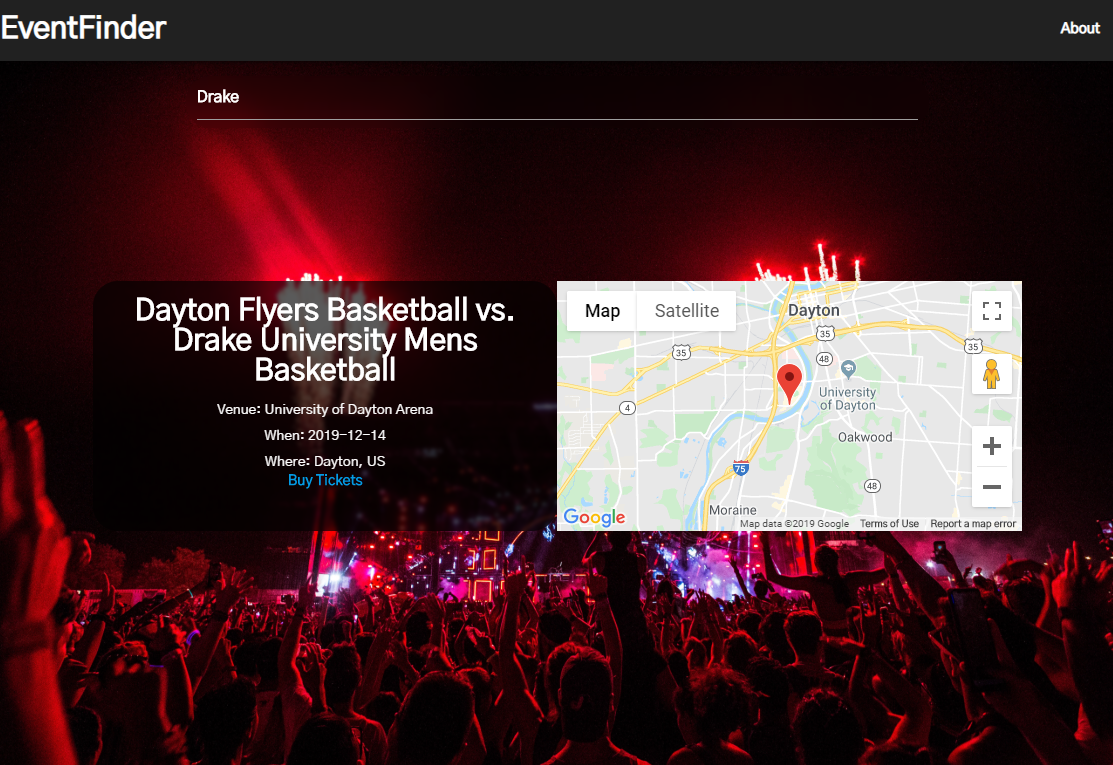 EventFinder
About
Drake
Dayton Flyers Basketball vs.
Drake University Mens
Basketball
Venue: University of Dayton Arena
When: 2019-12-14
Where: Dayton, US
Buy Tickets
Map
Satellite
Dayton
35
35
35
48
4
University
of Dayton
Oakwood
75
48
Moraine
Google
Map data ©2019 Google
Terms of Use
Report a map error